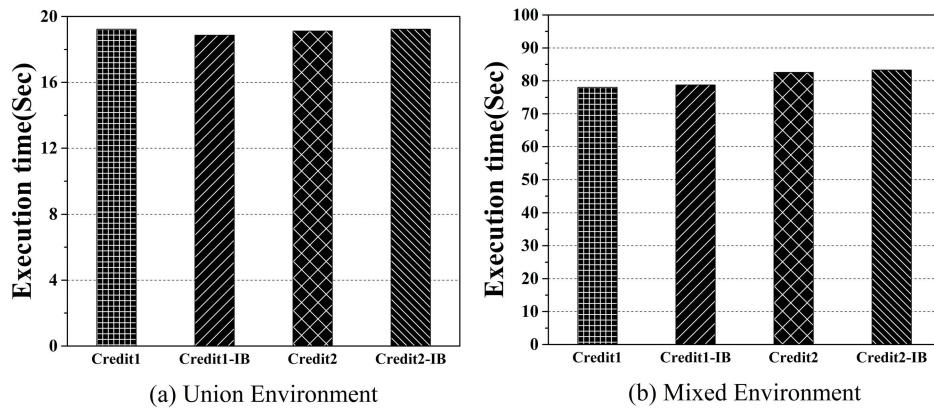 Execution time(Sec)
20
16
12
8
4
0
Credit1 Credit1-IB Credit2 Credit2-IB
(a) Union Environment
Execution time(Sec)
100
90
80
70
60
50
40
30
20
10
0
Credit1 Credit1-IB Credit2 Credit2-IB
(b) Mixed Environment